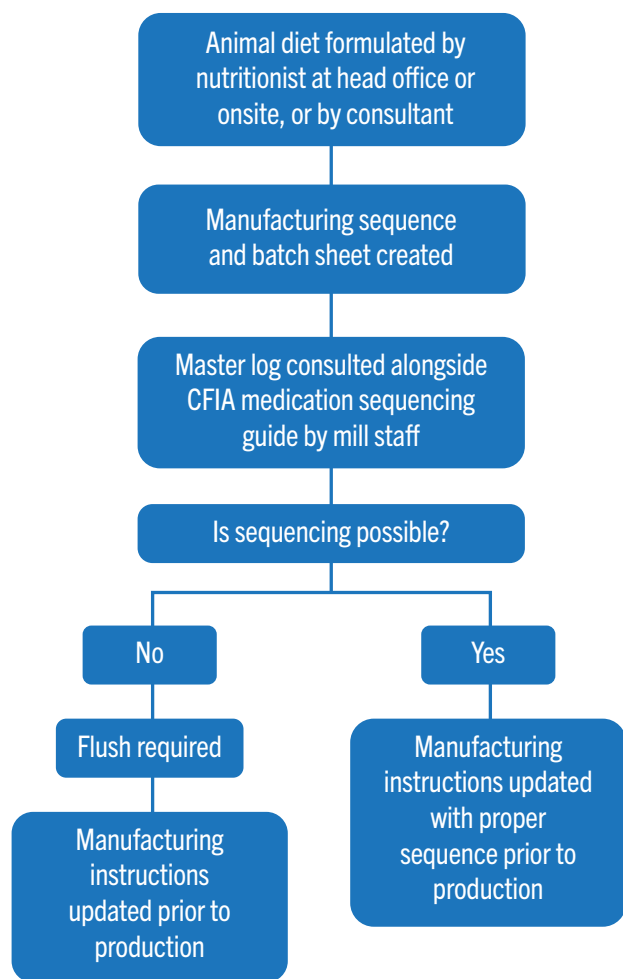 Animal diet formulated by
nutritionist at head office or
onsite, or by consultant
Manufacturing sequence
and batch sheet created
Master log consulted alongside
CFIA medication sequencing
guide by mill staff
Is sequencing possible?
No
Flush required
Manufacturing
instructions
updated prior to
production
Yes
Manufacturing
instructions updated
with proper
sequence prior to
production